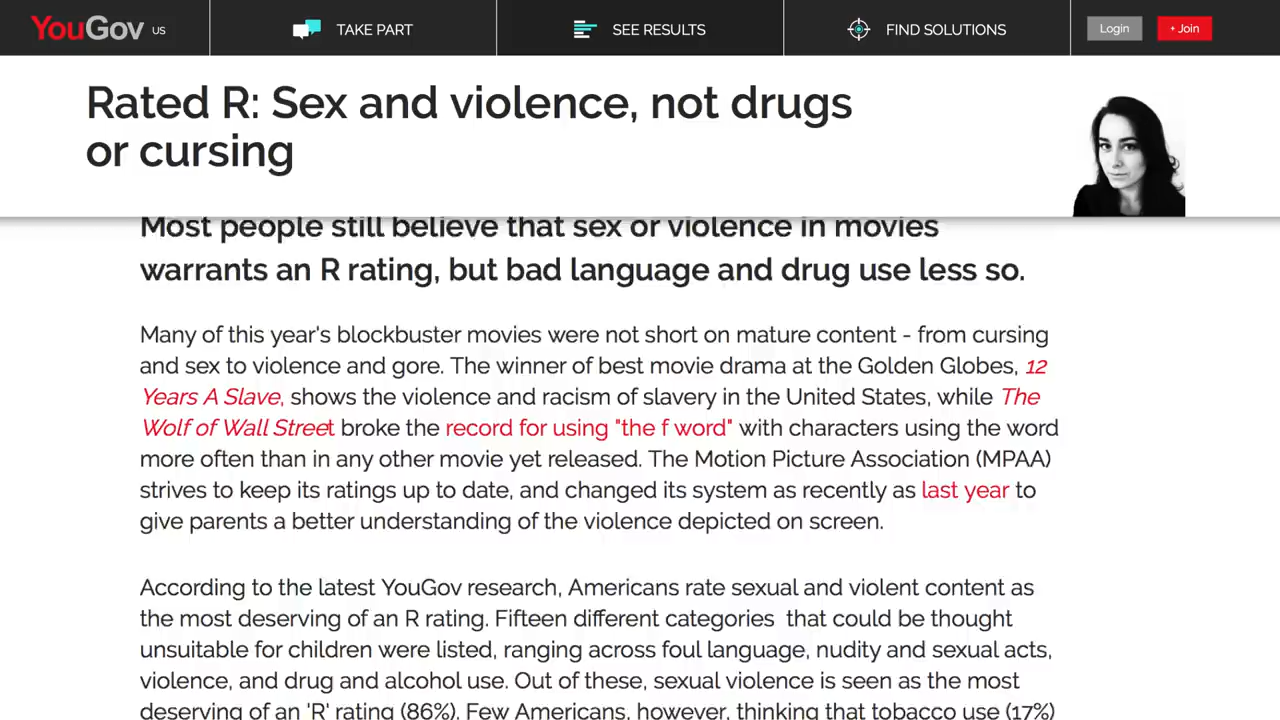 YouGov US
TAKE PART
SEE RESULTS
FIND SOLUTIONS
Login
+ Join
Rated R: Sex and violence, not drugs
or cursing
Most people still believe that sex or violence in movies
warrants an R rating, but bad language and drug use less so.
Many of this year's blockbuster movies were not short on mature content - from cursing
and sex to violence and gore. The winner of best movie drama at the Golden Globes, 12
Years A Slave, shows the violence and racism of slavery in the United States, while The
Wolf of Wall Street broke the record for using "the f word" with characters using the word
more often than in any other movie yet released. The Motion Picture Association (MPAA)
strives to keep its ratings up to date, and changed its system as recently as last year to
give parents a better understanding of the violence depicted on screen.
According to the latest YouGov research, Americans rate sexual and violent content as
the most deserving of an R rating. Fifteen different categories that could be thought
unsuitable for children were listed, ranging across foul language, nudity and sexual acts,
violence, and drug and alcohol use. Out of these, sexual violence is seen as the most
deserving of an 'R' rating (86%). Few Americans, however, thinking that tobacco use (17%)